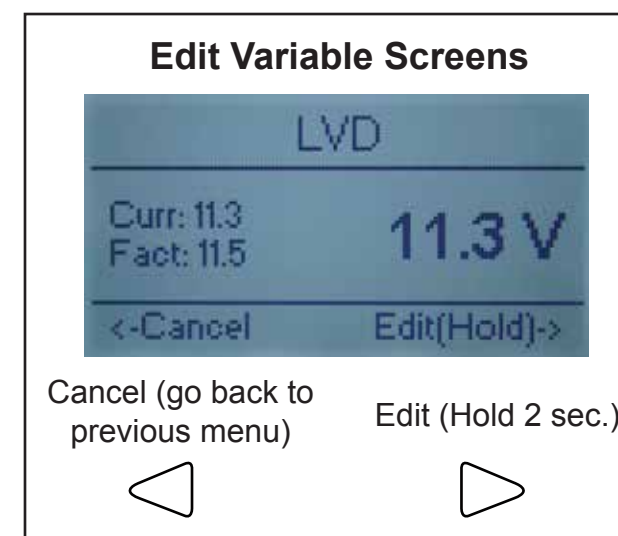 Edit Variable Screens
LVD
Curr: 11.3
Fact: 11.5
11.3 V
<-Cancel
Edit(Hold)->
Cancel (go back to
previous menu)
Edit (Hold 2 sec.)